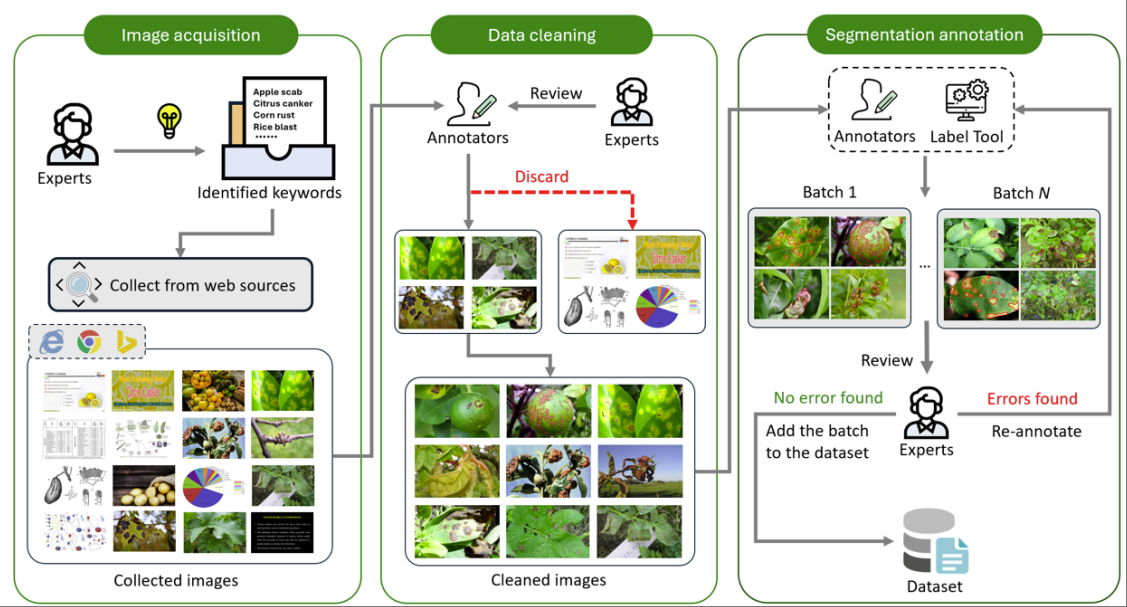 Image acquisition
Experts
Apple scab
Citrus canker
Corn rust
Rice blast
......
Identified keywords
Collect from web sources
Collected images
Data cleaning
Annotators
Review
Experts
Discard
Cleaned images
Segmentation annotation
Annotators
Label Tool
Batch 1
...
Batch N
Review
No error found
Add the batch
to the dataset
Experts
Errors found
Re-annotate
Dataset